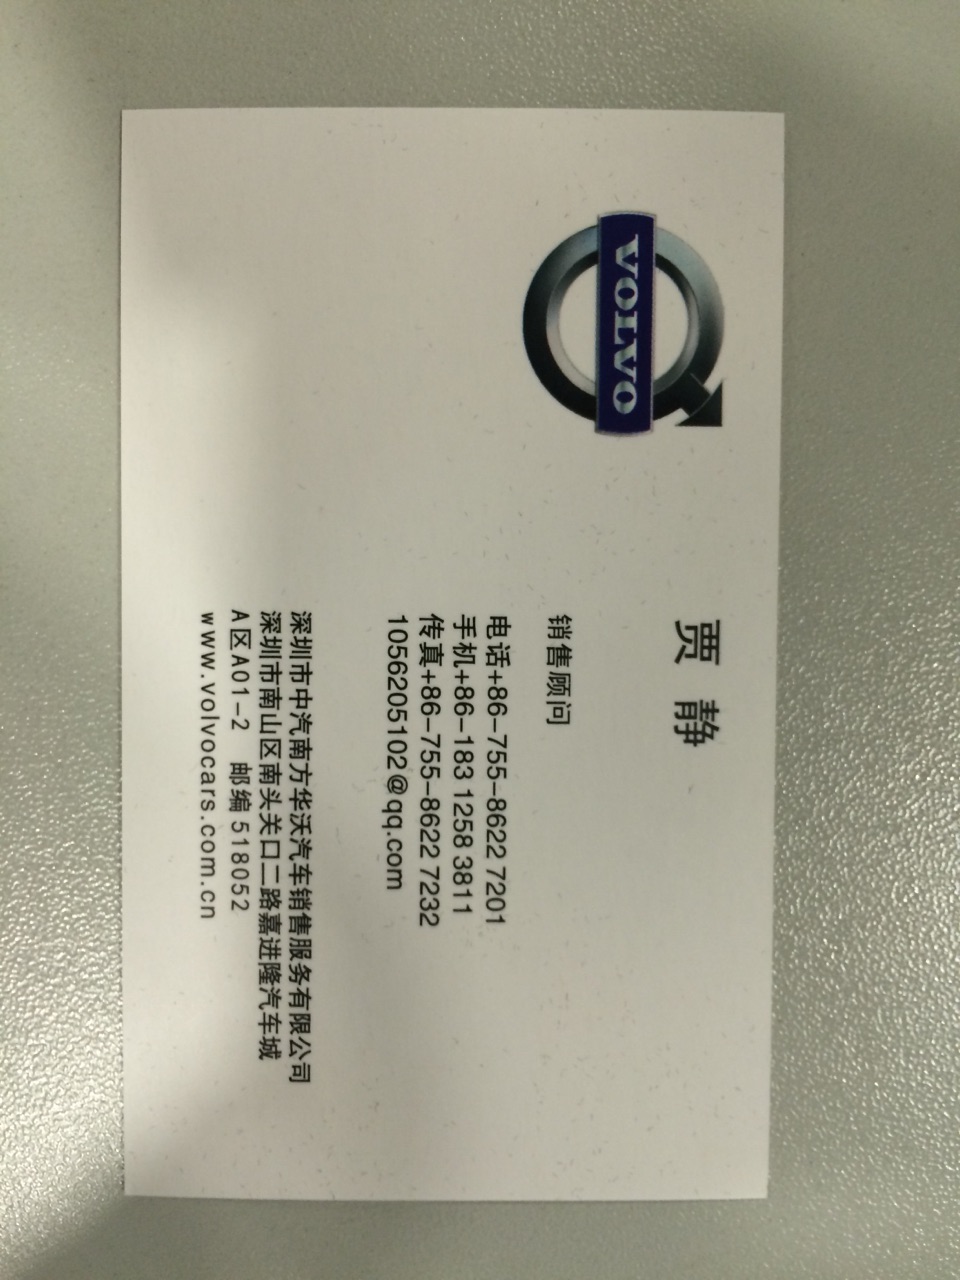 VOLVO
贾 静
销售顾问
电话+86-755-8622 7201
手机+86-183 1258 3811
传真+86-755-8622 7232
1056205102@qq.com
深圳市中汽南方华沃汽车销售服务有限公司
深圳市南山区南头关口二路嘉进隆汽车城
A区A01-2 邮编 518052
www.volvocars.com.cn